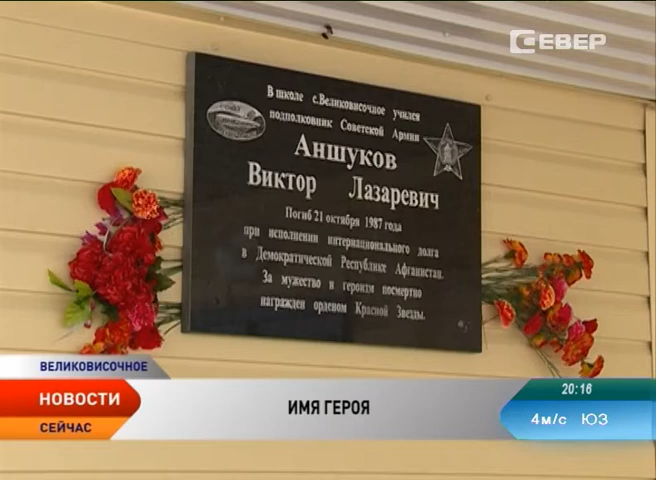 СЕВЕР
В школе с.Великовисочное учился
подполковник Советской Армии
Аншуков
Виктор Лазаревич
Погиб 21 октября 1987 года
при исполнении интернационального долга
в Демократической Республике Афганистан.
За мужество и героизм посмертно
награжден орденом Красной Звезды.
ВЕЛИКОВИСОЧНОЕ
НОВОСТИ
СЕЙЧАС
ИМЯ ГЕРОЯ
20:16
4м/с ЮЗ